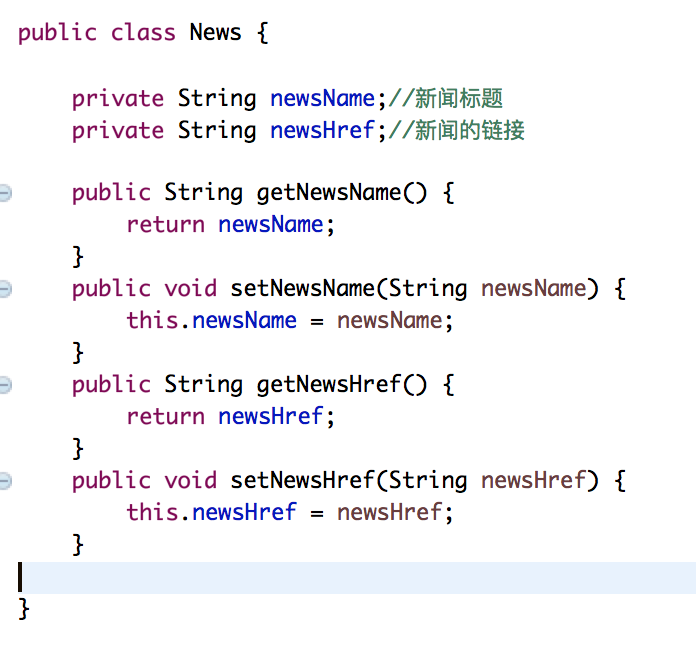 public class News {
private String newsName;//新闻标题
private String newsHref;//新闻的链接
public String getNewsName() {
return newsName;
}
public void setNewsName(String newsName) {
this.newsName = newsName;
}
public String getNewsHref() {
return newsHref;
}
public void setNewsHref(String newsHref) {
this.newsHref = newsHref;
}
}